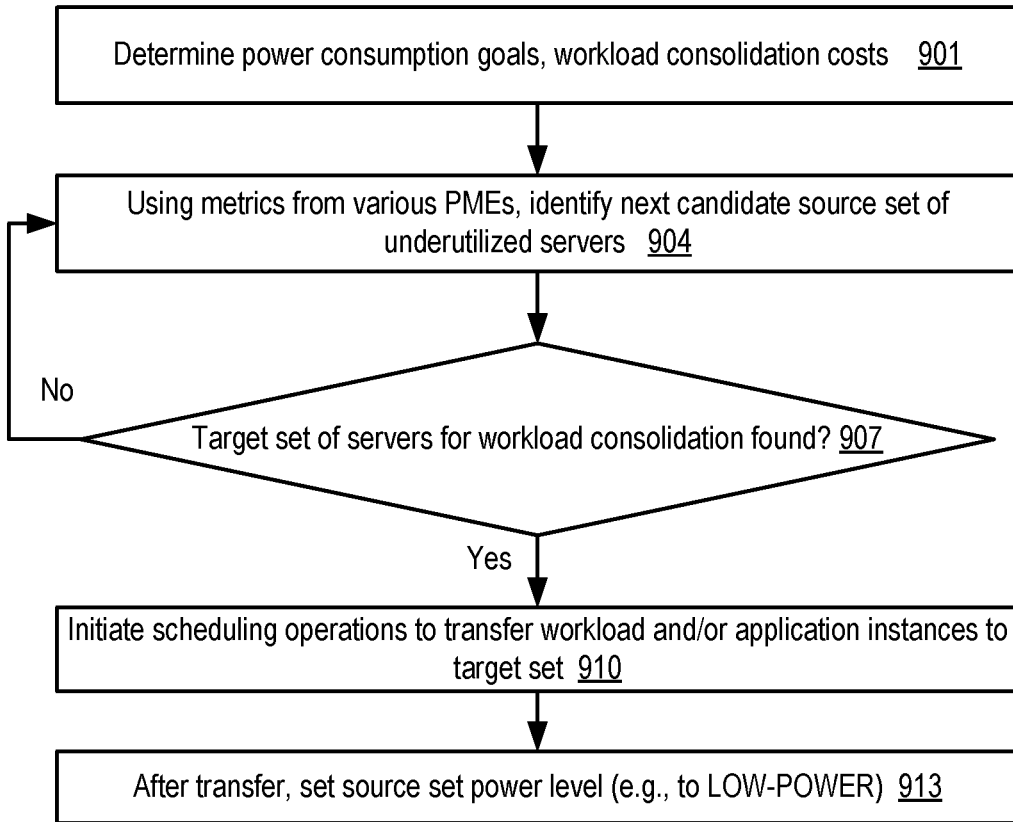 Determine power consumption goals, workload consolidation costs 901
Using metrics from various PMEs, identify next candidate source set of
underutilized servers 904
No
Target set of servers for workload consolidation found? 907
Yes
Initiate scheduling operations to transfer workload and/or application instances to
target set 910
After transfer, set source set power level (e.g., to LOW-POWER) 913